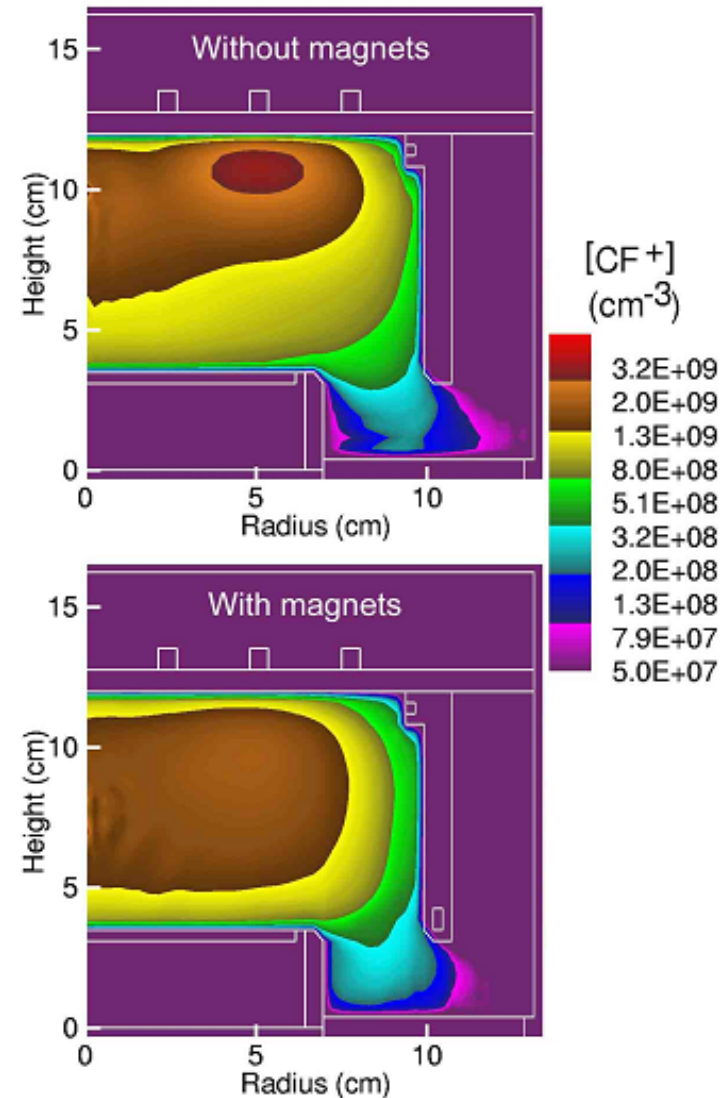 Without magnets
15
10
5
0
Height (cm)
0 5 10
Radius (cm)
[CF⁺]
(cm⁻³)
3.2E+09
2.0E+09
1.3E+09
8.0E+08
5.1E+08
3.2E+08
2.0E+08
1.3E+08
7.9E+07
5.0E+07
With magnets
15
10
5
0
Height (cm)
0 5 10
Radius (cm)